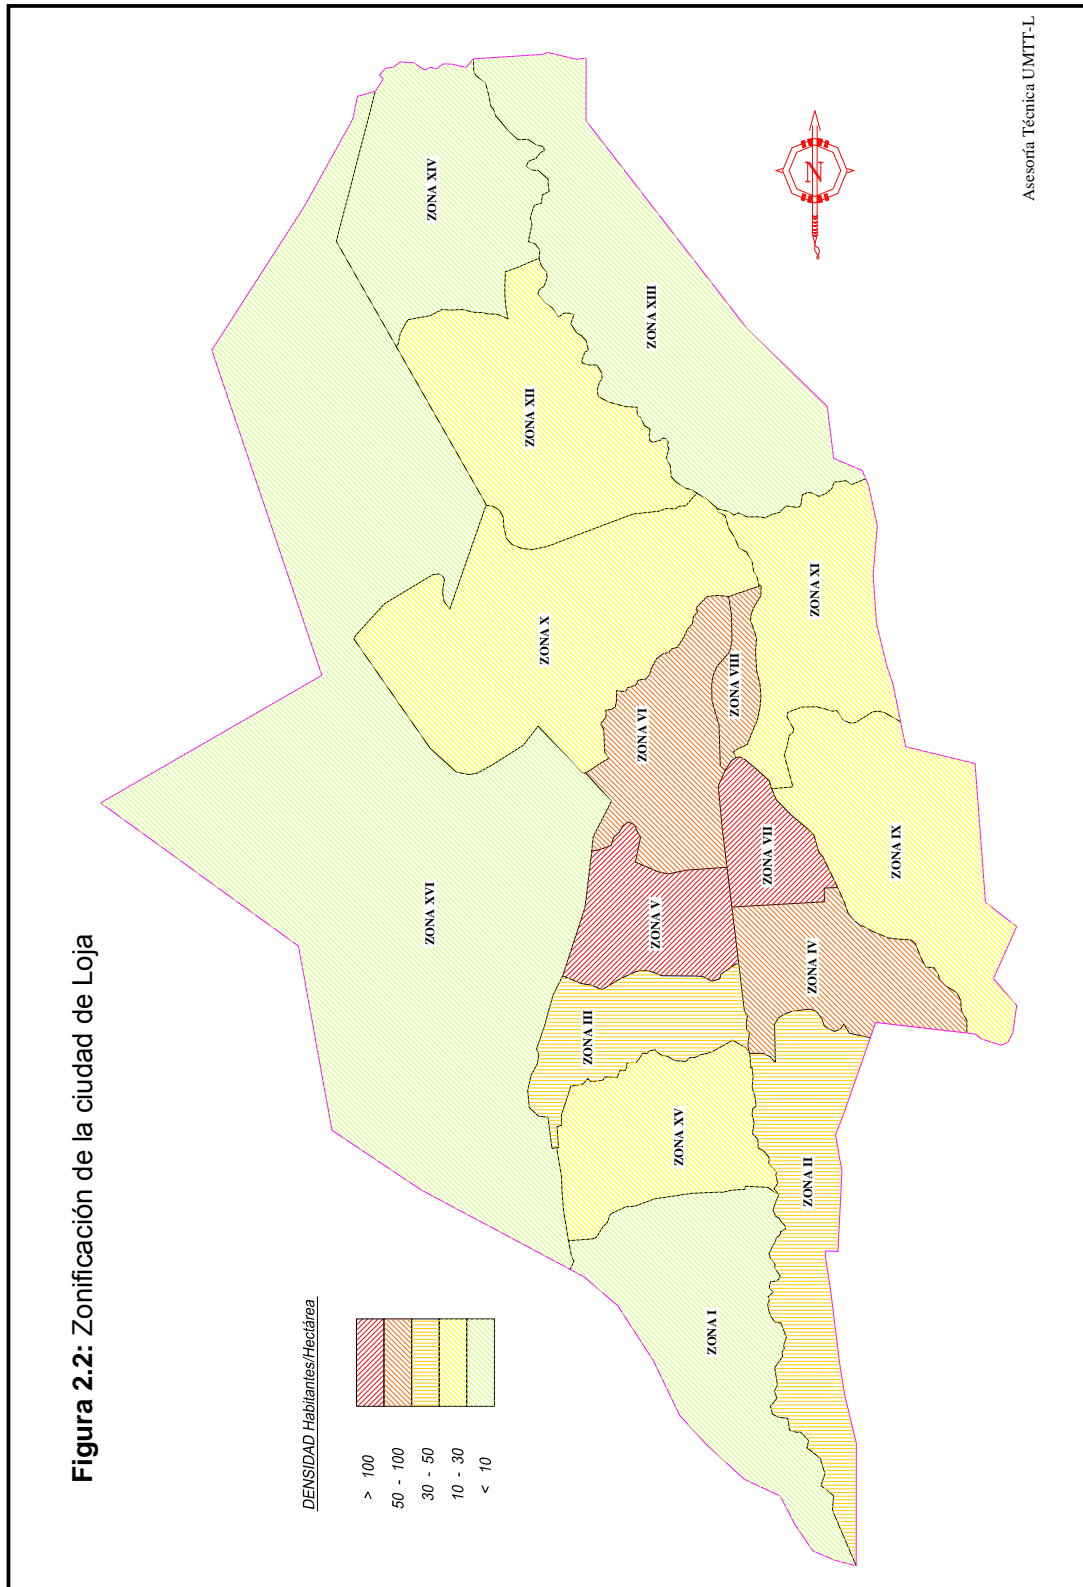 Figura 2.2: Zonificación de la ciudad de Loja
DENSIDAD Habitantes/Hectárea
> 100
50 - 100
30 - 50
10 - 30
< 10
ZONA XVI
ZONA XIV
ZONA XII
ZONA X
ZONA III
ZONA VI
ZONA V
ZONA XIII
ZONA XV
ZONA I
ZONA VIII
ZONA VII
ZONA IV
ZONA II
ZONA XI
ZONA IX
N
Asesoría Técnica UMTT-L